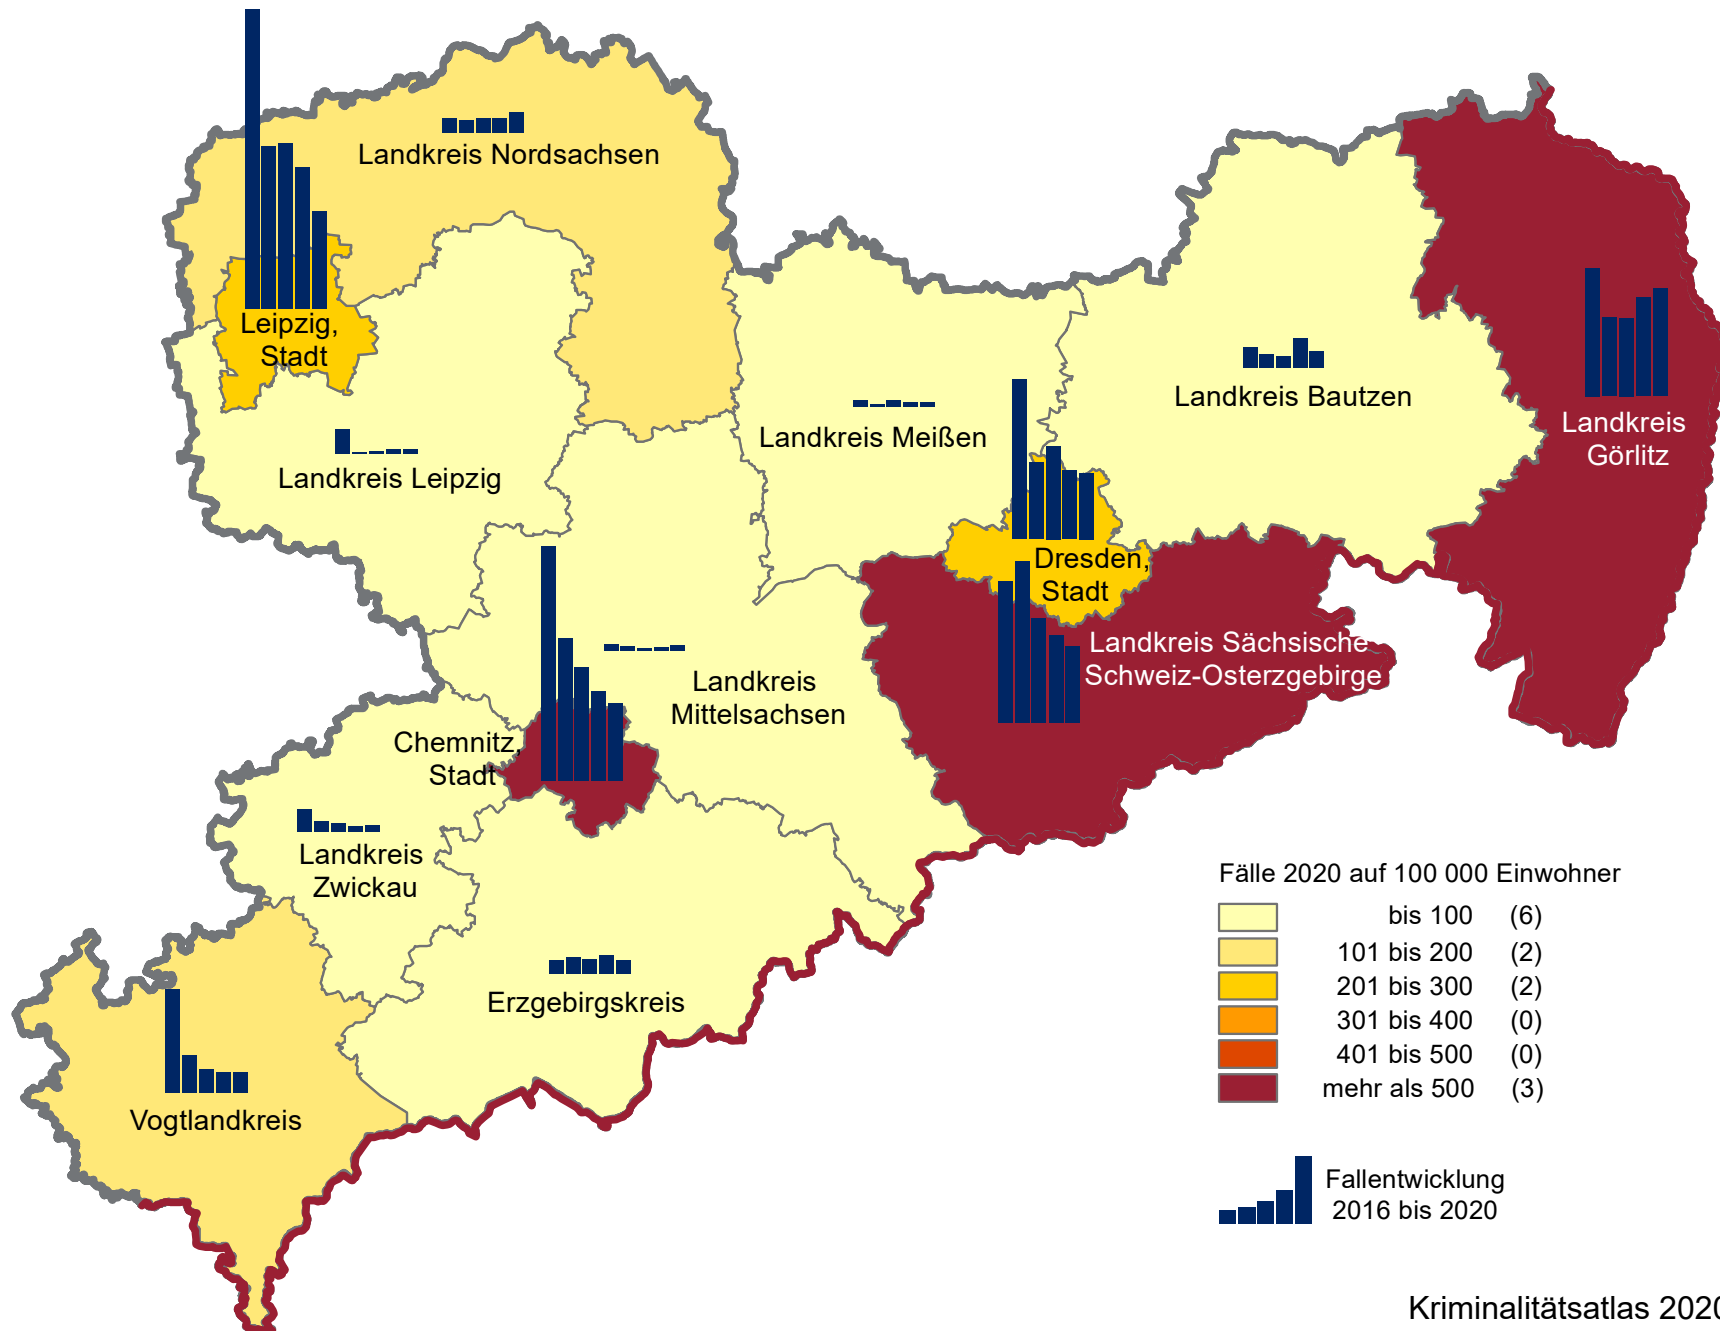 Landkreis Nordsachsen
Leipzig,
Stadt
Landkreis Leipzig
Landkreis Meißen
Landkreis Bautzen
Landkreis
Görlitz
Dresden,
Stadt
Landkreis Sächsische
Schweiz-Osterzgebirge
Landkreis
Mittelsachsen
Chemnitz,
Stadt
Landkreis
Zwickau
Erzgebirgskreis
Vogtlandkreis
Fälle 2020 auf 100 000 Einwohner
bis 100 (6)
101 bis 200 (2)
201 bis 300 (2)
301 bis 400 (0)
401 bis 500 (0)
mehr als 500 (3)
Fallentwicklung
2016 bis 2020
Kriminalitätsatlas 2020